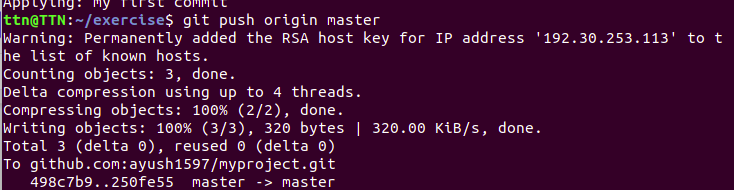 Applying: my first commit
ttn@TTN:~/exercise$ git push origin master
Warning: Permanently added the RSA host key for IP address '192.30.253.113' to t
he list of known hosts.
Counting objects: 3, done.
Delta compression using up to 4 threads.
Compressing objects: 100% (2/2), done.
Writing objects: 100% (3/3), 320 bytes | 320.00 KiB/s, done.
Total 3 (delta 0), reused 0 (delta 0)
To github.com:ayush1597/myproject.git
   498c7b9..250fe55  master -> master